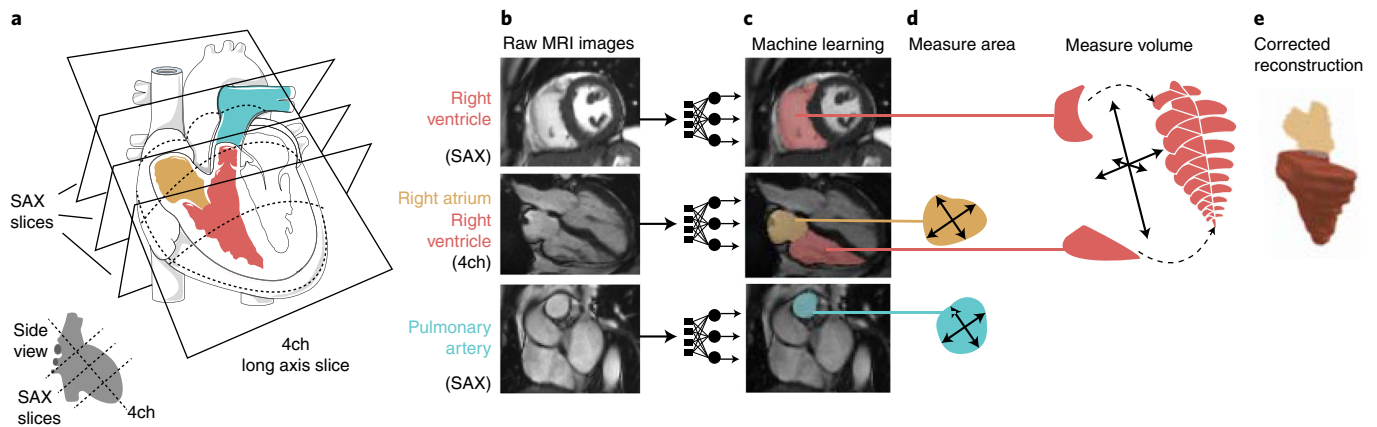 a
SAX
slices
Side
view
SAX
slices
4ch
4ch
long axis slice
b
Raw MRI images
Right
ventricle
(SAX)
Right atrium
Right
ventricle
(4ch)
Pulmonary
artery
(SAX)
c
Machine learning
d
Measure area
Measure volume
e
Corrected
reconstruction